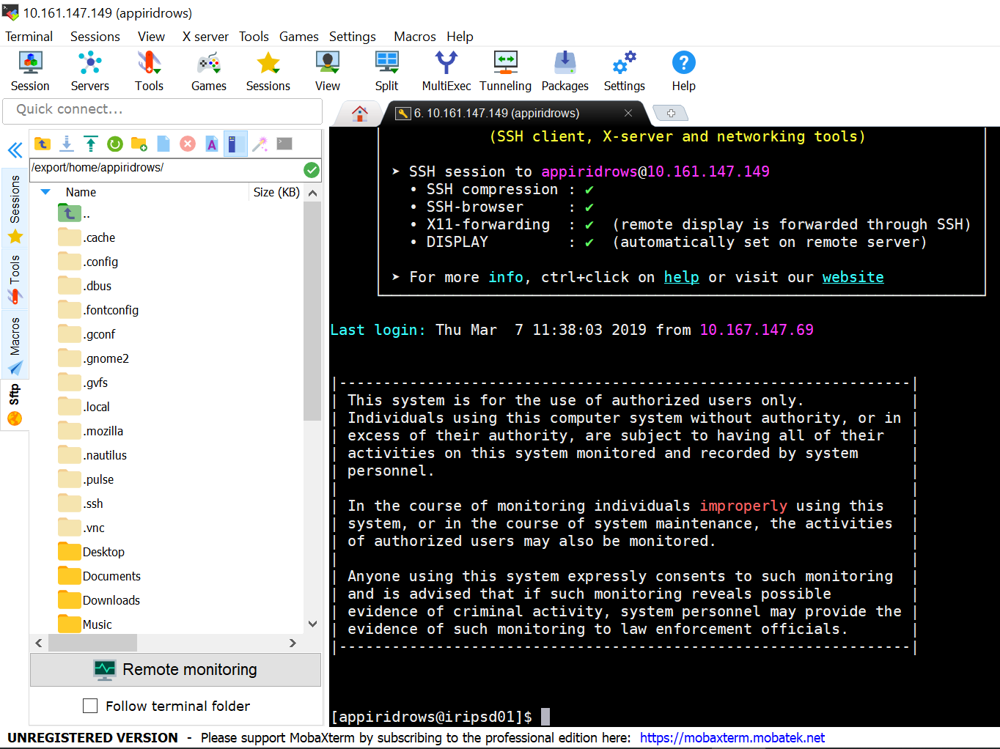 10.161.147.149 (appiridrows)
Terminal Sessions View X server Tools Games Settings Macros Help
Session Servers Tools Games Sessions View Split MultiExec Tunneling Packages Settings Help
Quick connect...
6. 10.161.147.149 (appiridrows)
/export/home/appiridrows/
Name Size (KB)
..
.cache
.config
.dbus
.fontconfig
.gconf
.gnome2
.gvfs
.local
.mozilla
.nautilus
.pulse
.ssh
.vnc
Desktop
Documents
Downloads
Music
Sessions
Tools
Macros
Sftp
Remote monitoring
Follow terminal folder
(SSH client, X-server and networking tools)
➤ SSH session to appiridrows@10.161.147.149
• SSH compression : ✔
• SSH-browser : ✔
• X11-forwarding : ✔ (remote display is forwarded through SSH)
• DISPLAY : ✔ (automatically set on remote server)
➤ For more info, ctrl+click on help or visit our website
Last login: Thu Mar 7 11:38:03 2019 from 10.167.147.69
|-----------------------------------------------------------------|
| This system is for the use of authorized users only. |
| Individuals using this computer system without authority, or in |
| excess of their authority, are subject to having all of their |
| activities on this system monitored and recorded by system |
| personnel. |
| |
| In the course of monitoring individuals improperly using this |
| system, or in the course of system maintenance, the activities |
| of authorized users may also be monitored. |
| |
| Anyone using this system expressly consents to such monitoring |
| and is advised that if such monitoring reveals possible |
| evidence of criminal activity, system personnel may provide the |
| evidence of such monitoring to law enforcement officials. |
|-----------------------------------------------------------------|
[appiridrows@iripsd01]$
UNREGISTERED VERSION - Please support MobaXterm by subscribing to the professional edition here: https://mobaxterm.mobatek.net